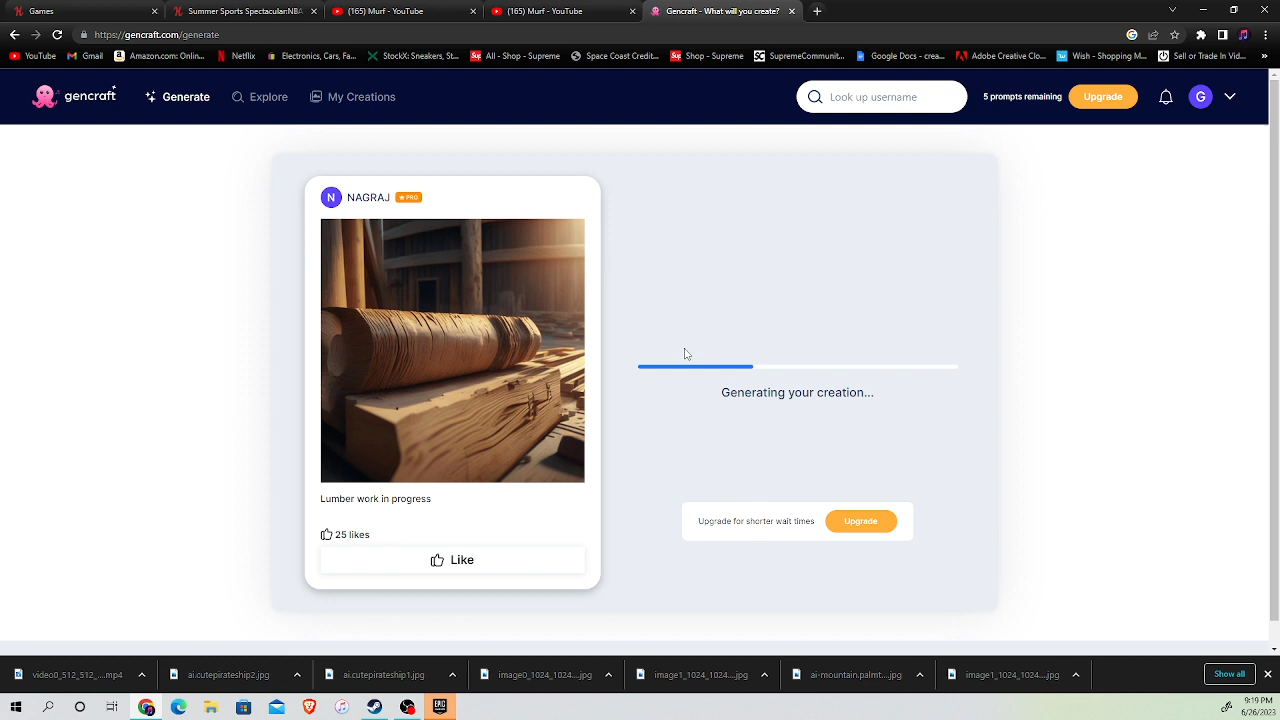 Games
Summer Sports Spectacular:NBA
(165) Murf - YouTube
(165) Murf - YouTube
Gencraft - What will you create?
https://gencraft.com/generate
YouTube
Gmail
Amazon.com: Onlin...
Netflix
Electronics, Cars, Fa...
StockX: Sneakers, St...
All - Shop - Supreme
Space Coast Credit...
Shop - Supreme
SupremeCommunit...
Google Docs - crea...
Adobe Creative Clo...
Wish - Shopping M...
Sell or Trade In Vid...
gencraft
Generate
Explore
My Creations
Look up username
5 prompts remaining
Upgrade
G
N NAGRAJ PRO
Lumber work in progress
25 likes
Like
Generating your creation...
Upgrade for shorter wait times
Upgrade
video0_512_512_...mp4
ai.cutepirateship2.jpg
ai.cutepirateship1.jpg
image0_1024_1024....jpg
image1_1024_1024....jpg
ai-mountain.palmt....jpg
image1_1024_1024....jpg
Show all
EPIC
9:19 PM
6/26/2023